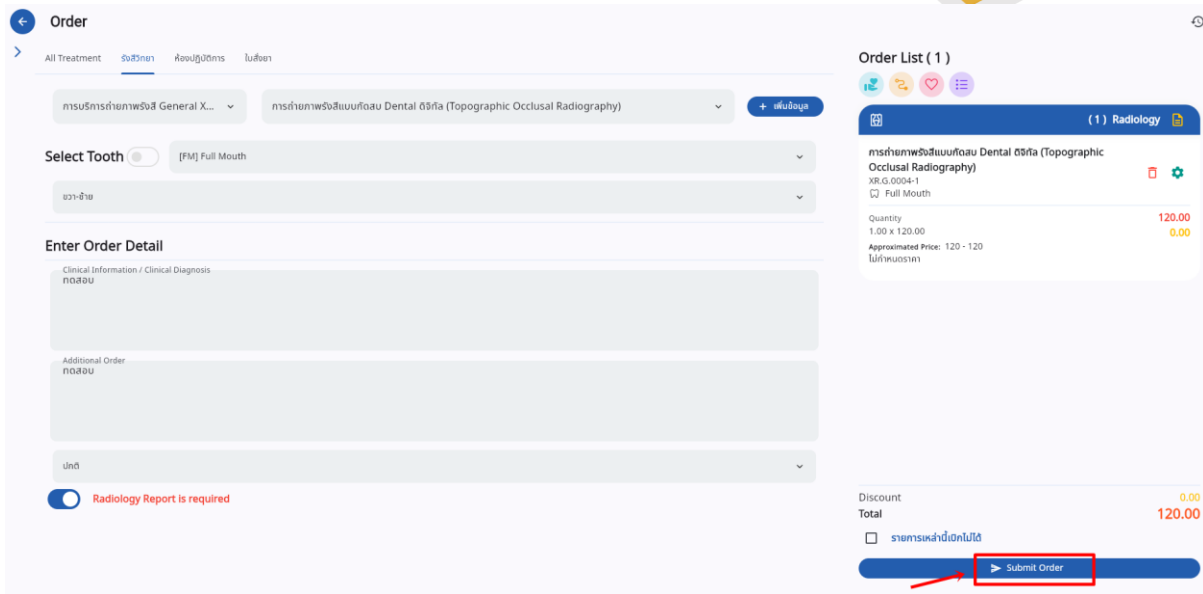 Order
All Treatment รังสีวิทยา ห้องปฏิบัติการ ใบสั่งยา
การบริการถ่ายภาพรังสี General X...
การถ่ายภาพรังสีแบบกัดสบ Dental ดิจิทัล (Topographic Occlusal Radiography)
+ เพิ่มข้อมูล
Select Tooth
[FM] Full Mouth
ขวา-ซ้าย
Enter Order Detail
Clinical Information / Clinical Diagnosis
ทดสอบ
Additional Order
ทดสอบ
ปกติ
Radiology Report is required
Order List ( 1 )
( 1 ) Radiology
การถ่ายภาพรังสีแบบกัดสบ Dental ดิจิทัล (Topographic
Occlusal Radiography)
XR.G.0004-1
Full Mouth
Quantity 120.00
1.00 x 120.00 0.00
Approximated Price: 120 - 120
ไม่กำหนดราคา
Discount 0.00
Total 120.00
รายการเหล่านี้เบิกไม่ได้
Submit Order